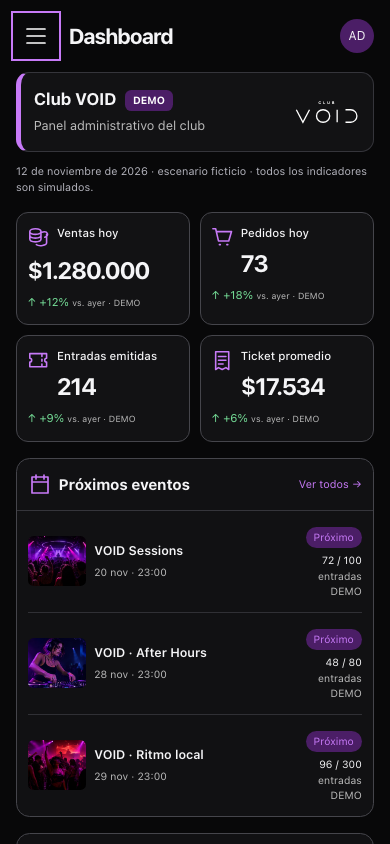 Dashboard
AD
Club VOID DEMO
Panel administrativo del club
CLUB
VOID
12 de noviembre de 2026 · escenario ficticio · todos los indicadores
son simulados.
Ventas hoy
$1.280.000
↑ +12% vs. ayer · DEMO
Pedidos hoy
73
↑ +18% vs. ayer · DEMO
Entradas emitidas
214
↑ +9% vs. ayer · DEMO
Ticket promedio
$17.534
↑ +6% vs. ayer · DEMO
Próximos eventos
Ver todos →
VOID Sessions
20 nov · 23:00
Próximo
72 / 100
entradas
DEMO
VOID · After Hours
28 nov · 23:00
Próximo
48 / 80
entradas
DEMO
VOID · Ritmo local
29 nov · 23:00
Próximo
96 / 300
entradas
DEMO